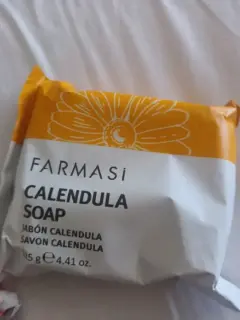 FARMASi
CALENDULA
SOAP
JABÓN CALENDULA
SAVON CALENDULA
℮ 4.41 oz.